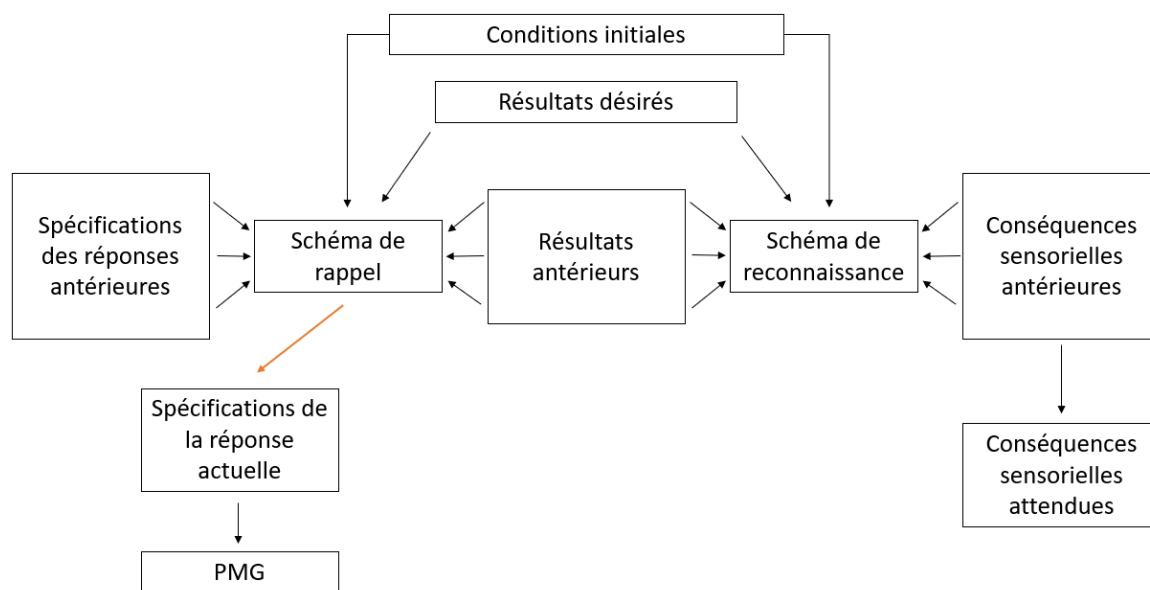 Conditions initiales
Résultats désirés
Spécifications
des réponses
antérieures
Schéma de
rappel
Résultats
antérieurs
Schéma de
reconnaissance
Conséquences
sensorielles
antérieures
Spécifications de
la réponse
actuelle
Conséquences
sensorielles
attendues
PMG